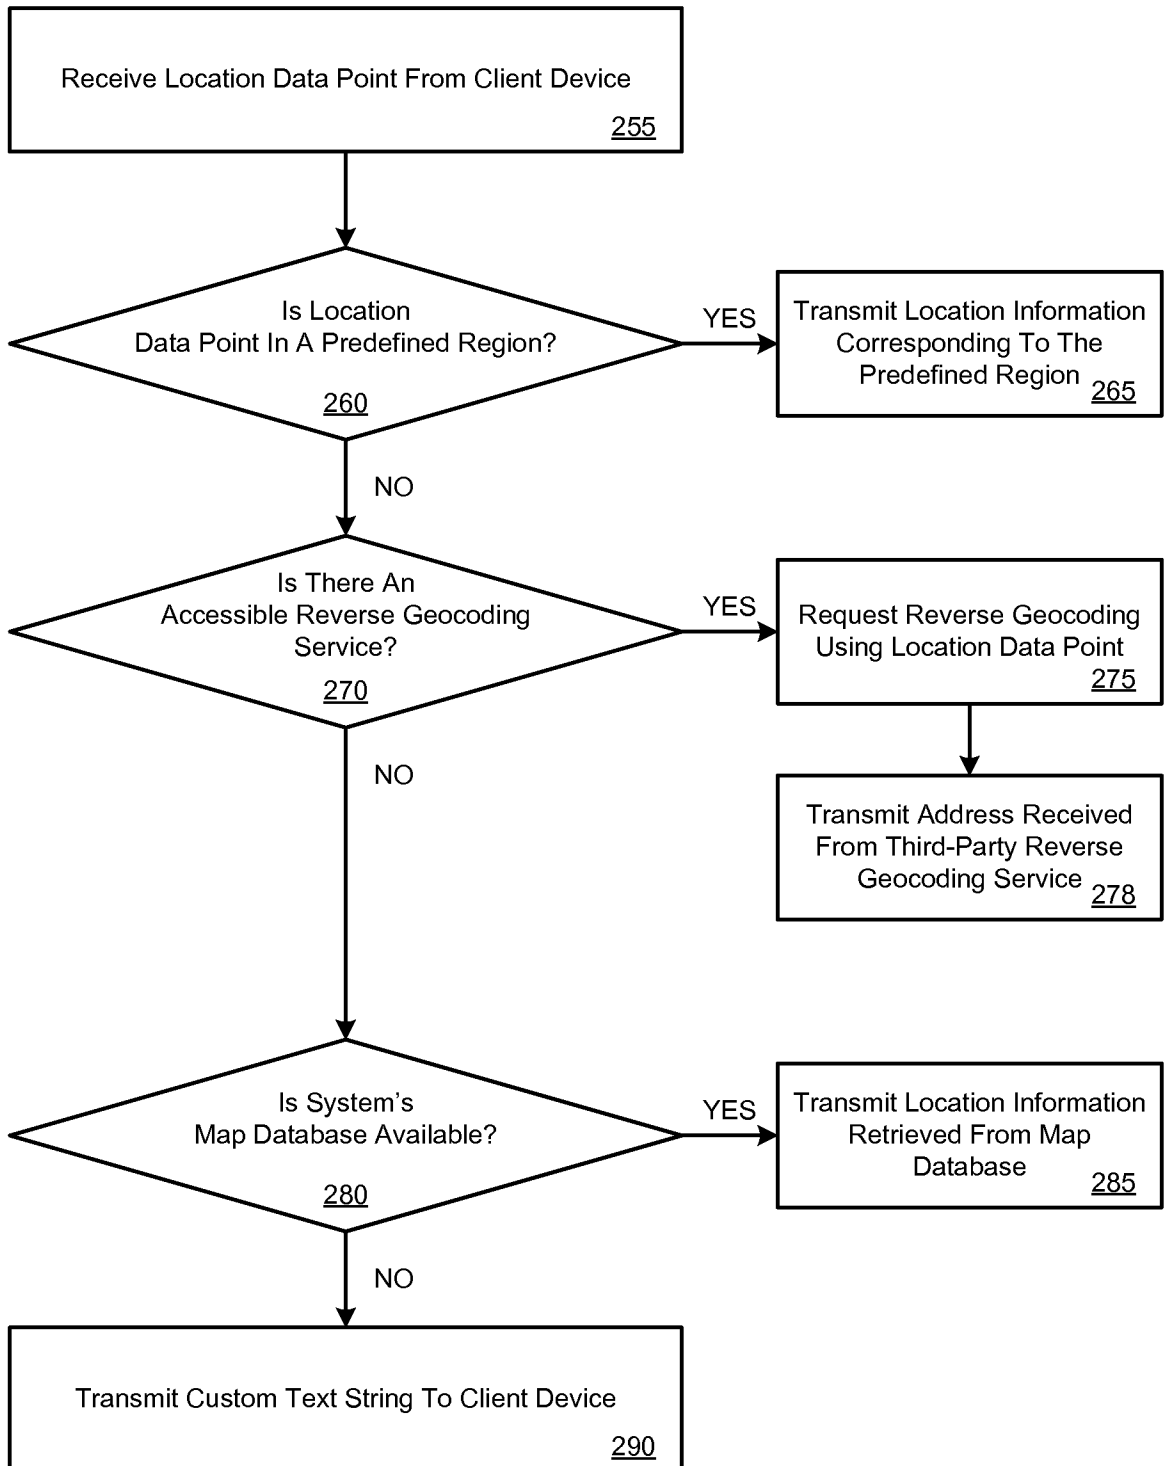 Receive Location Data Point From Client Device
255
Is Location
Data Point In A Predefined Region?
260
YES
Transmit Location Information
Corresponding To The
Predefined Region
265
NO
Is There An
Accessible Reverse Geocoding
Service?
270
YES
Request Reverse Geocoding
Using Location Data Point
275
NO
Transmit Address Received
From Third-Party Reverse
Geocoding Service
278
Is System's
Map Database Available?
280
YES
Transmit Location Information
Retrieved From Map
Database
285
NO
Transmit Custom Text String To Client Device
290